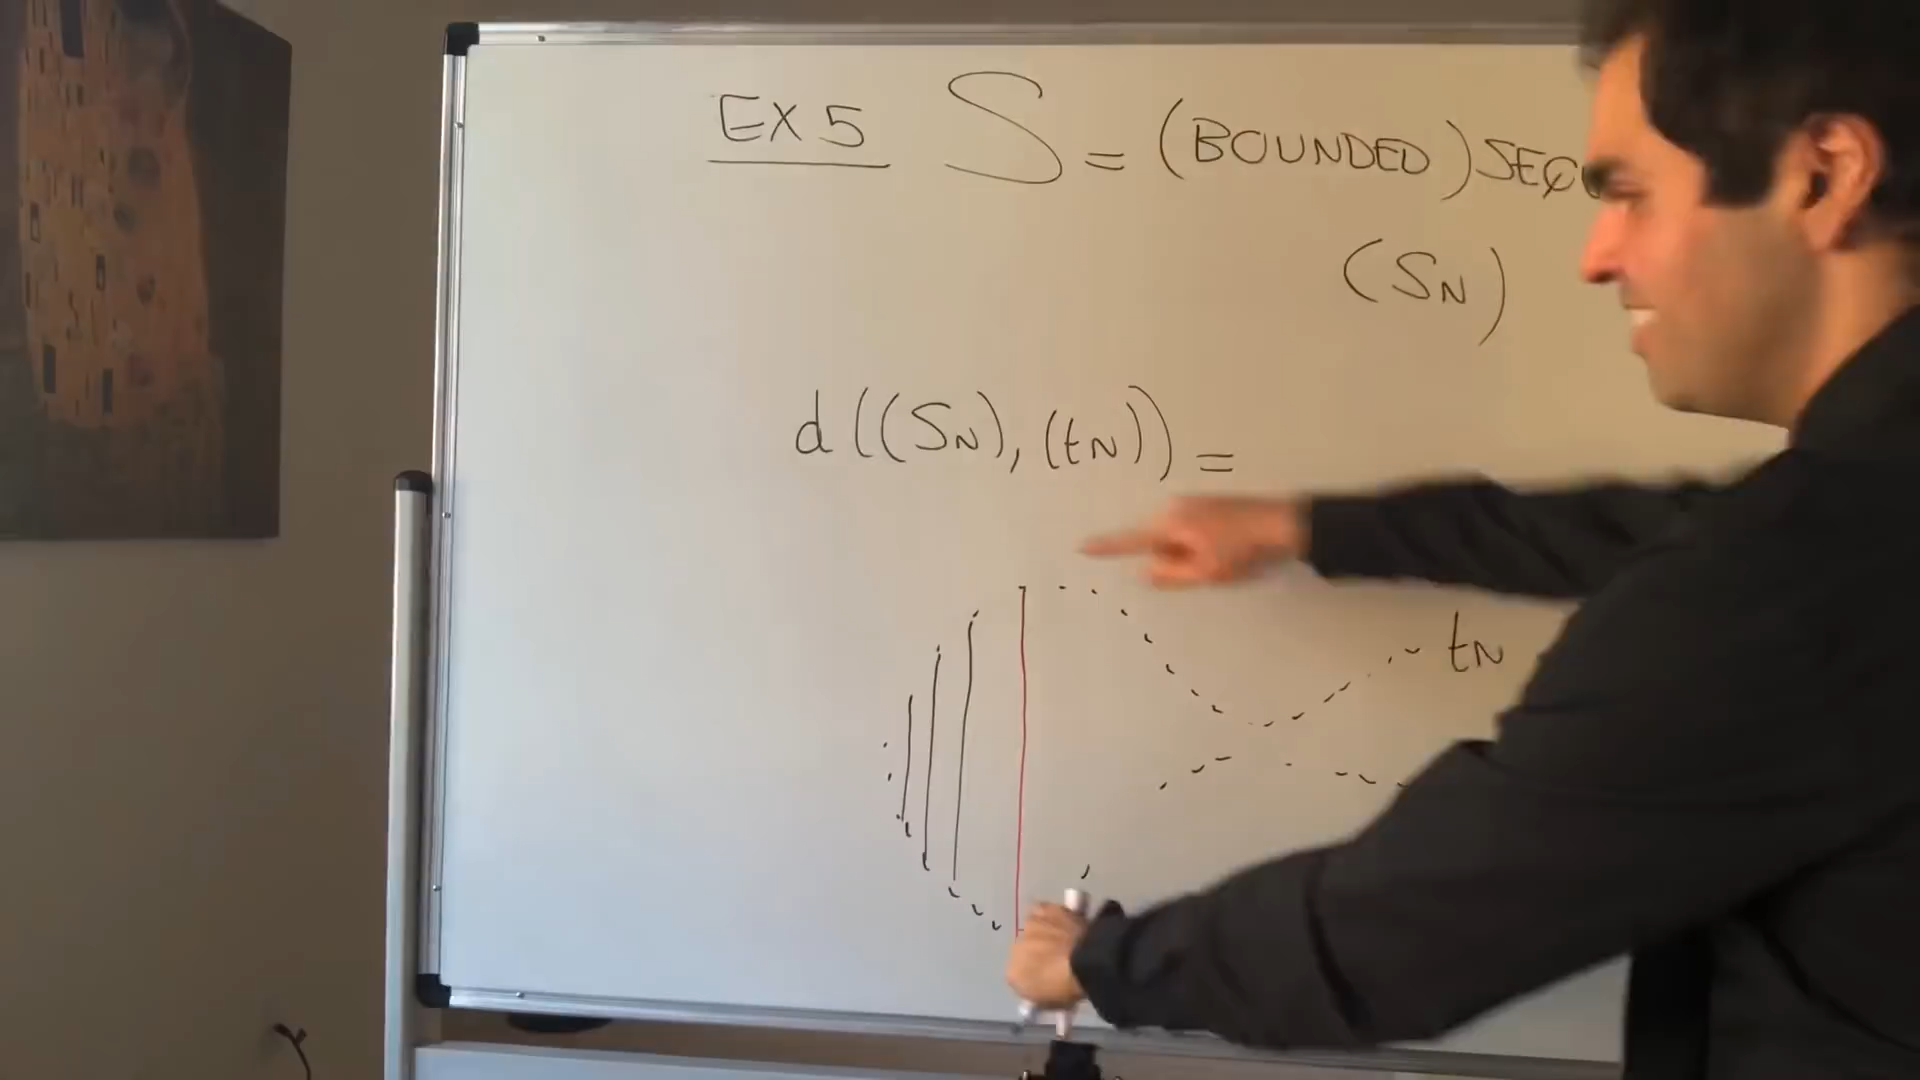 EX 5 S = (BOUNDED) SEQ
(SN)
d((SN), (tN)) =
tN